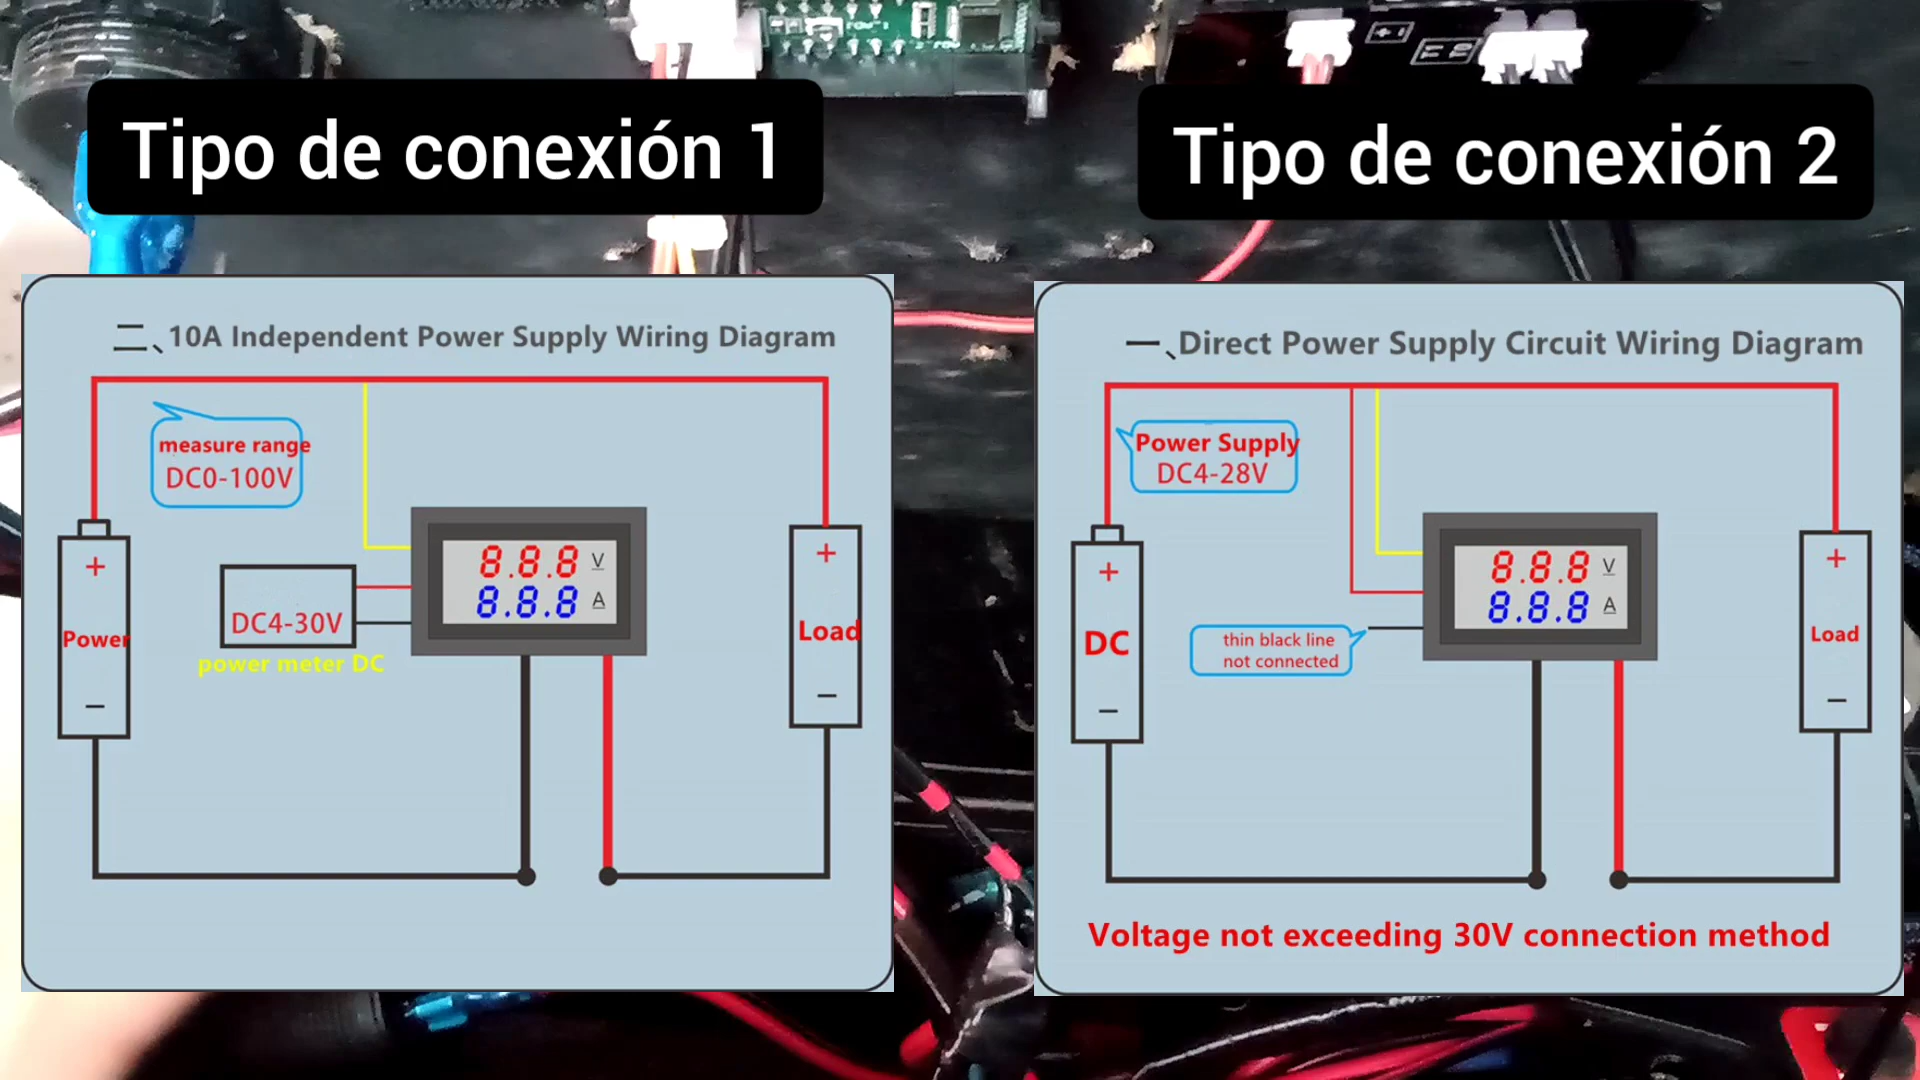 Tipo de conexión 1
二、10A Independent Power Supply Wiring Diagram
measure range
DC0-100V
+
Power
−
DC4-30V
power meter DC
8.8.8 V
8.8.8 A
+
Load
−
Tipo de conexión 2
一、Direct Power Supply Circuit Wiring Diagram
Power Supply
DC4-28V
+
DC
−
thin black line
not connected
8.8.8 V
8.8.8 A
+
Load
−
Voltage not exceeding 30V connection method